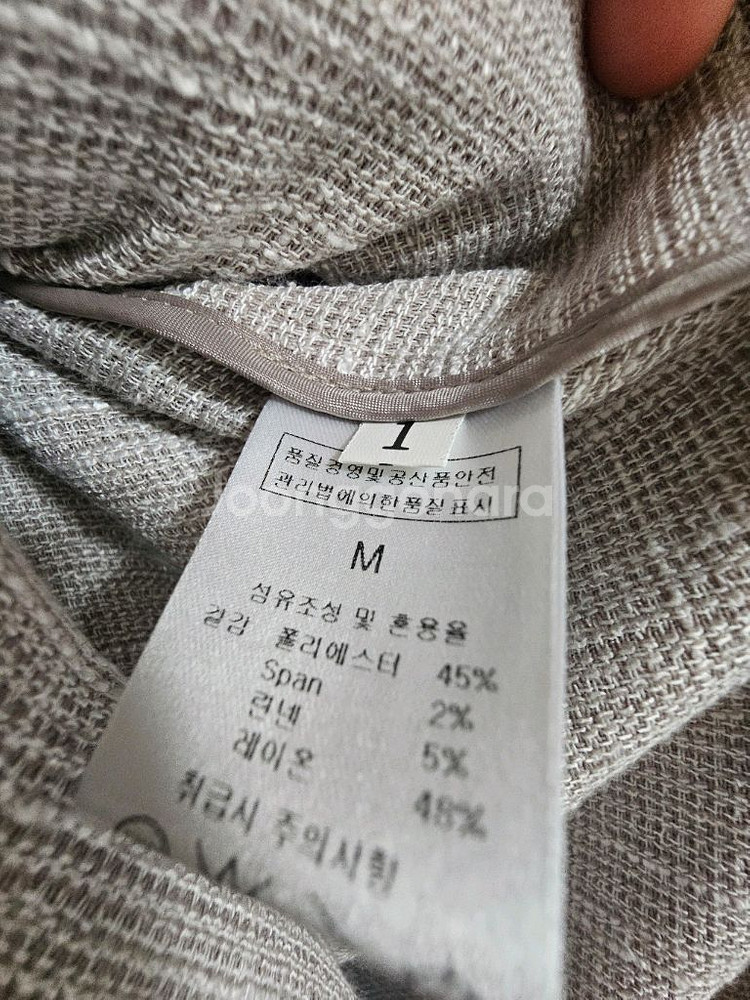 1
품질경영및공산품안전
관리법에의한품질표시
joonggonara
M
섬유조성 및 혼용율
겉감 폴리에스터 45%
Span 2%
린넨 5%
레이온 48%
취급시 주의사항